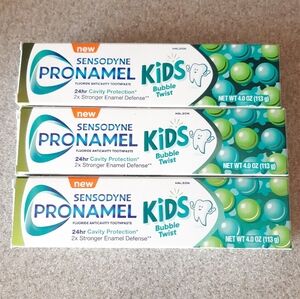 new
HALEON
SENSODYNE
PRONAMEL
KIDS
FLUORIDE ANTICAVITY TOOTHPASTE
Bubble
Twist
24hr Cavity Protection*
2x Stronger Enamel Defense**
NET WT 4.0 OZ (113 g)
new
HALEON
SENSODYNE
PRONAMEL
KIDS
FLUORIDE ANTICAVITY TOOTHPASTE
Bubble
Twist
24hr Cavity Protection*
2x Stronger Enamel Defense**
NET WT 4.0 OZ (113 g)
new
HALEON
SENSODYNE
PRONAMEL
KIDS
FLUORIDE ANTICAVITY TOOTHPASTE
Bubble
Twist
24hr Cavity Protection*
2x Stronger Enamel Defense**
NET WT 4.0 OZ (113 g)